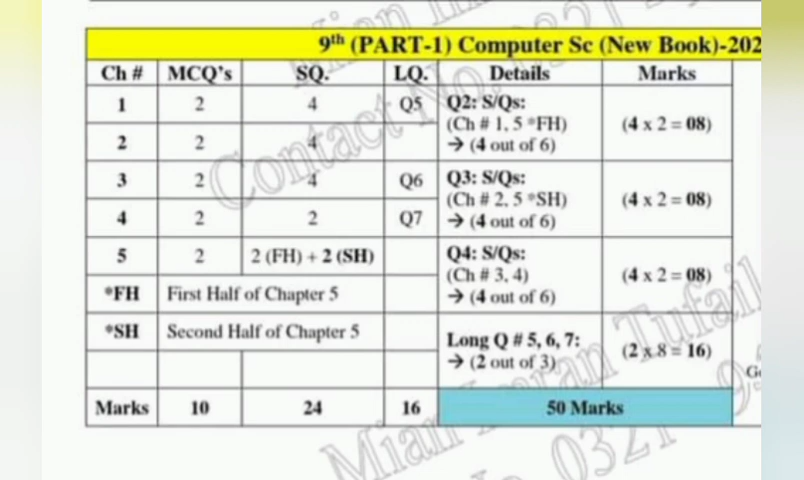 9th (PART-1) Computer Sc (New Book)-202
Ch # MCQ's SQ. LQ. Details Marks
1 2 4 Q5 Q2: S/Qs:
(Ch # 1, 5 *FH)
→ (4 out of 6) (4 x 2 = 08)
2 2 4
3 2 4 Q6 Q3: S/Qs:
(Ch # 2, 5 *SH)
→ (4 out of 6) (4 x 2 = 08)
4 2 2 Q7
5 2 2 (FH) + 2 (SH) Q4: S/Qs:
(Ch # 3, 4)
→ (4 out of 6) (4 x 2 = 08)
*FH First Half of Chapter 5
*SH Second Half of Chapter 5
Long Q # 5, 6, 7:
→ (2 out of 3) (2 x 8 = 16)
Marks 10 24 16 50 Marks
Contact No. 0321
Mian Imran Tufail
0321